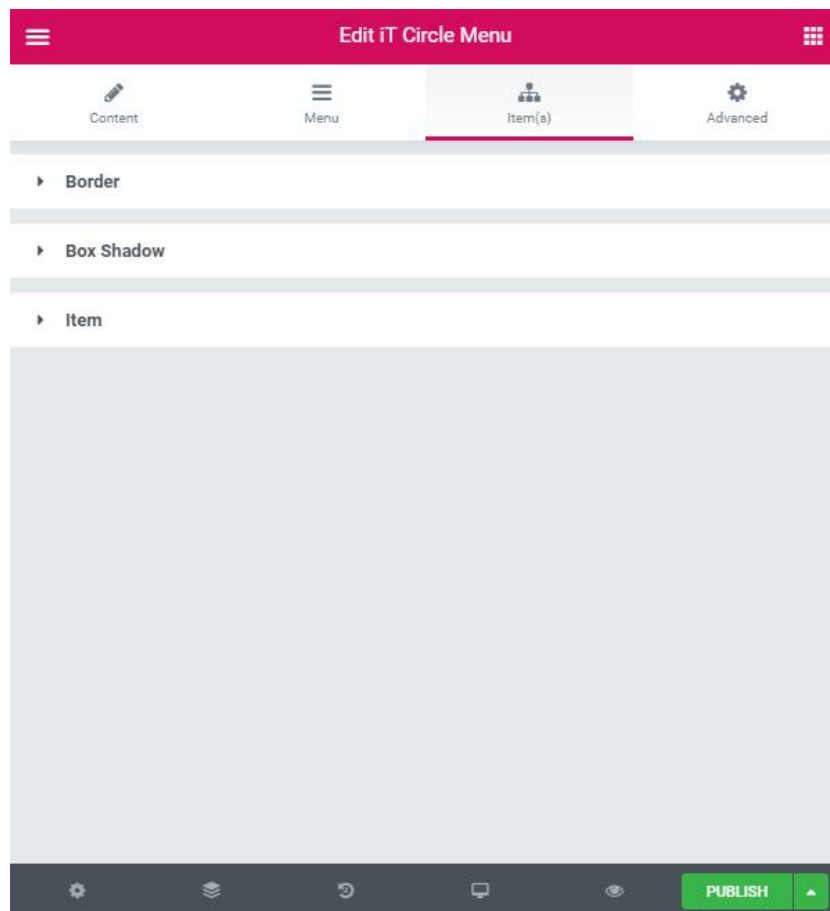 Edit iT Circle Menu
Content Menu Item(s) Advanced
Border
Box Shadow
Item
PUBLISH